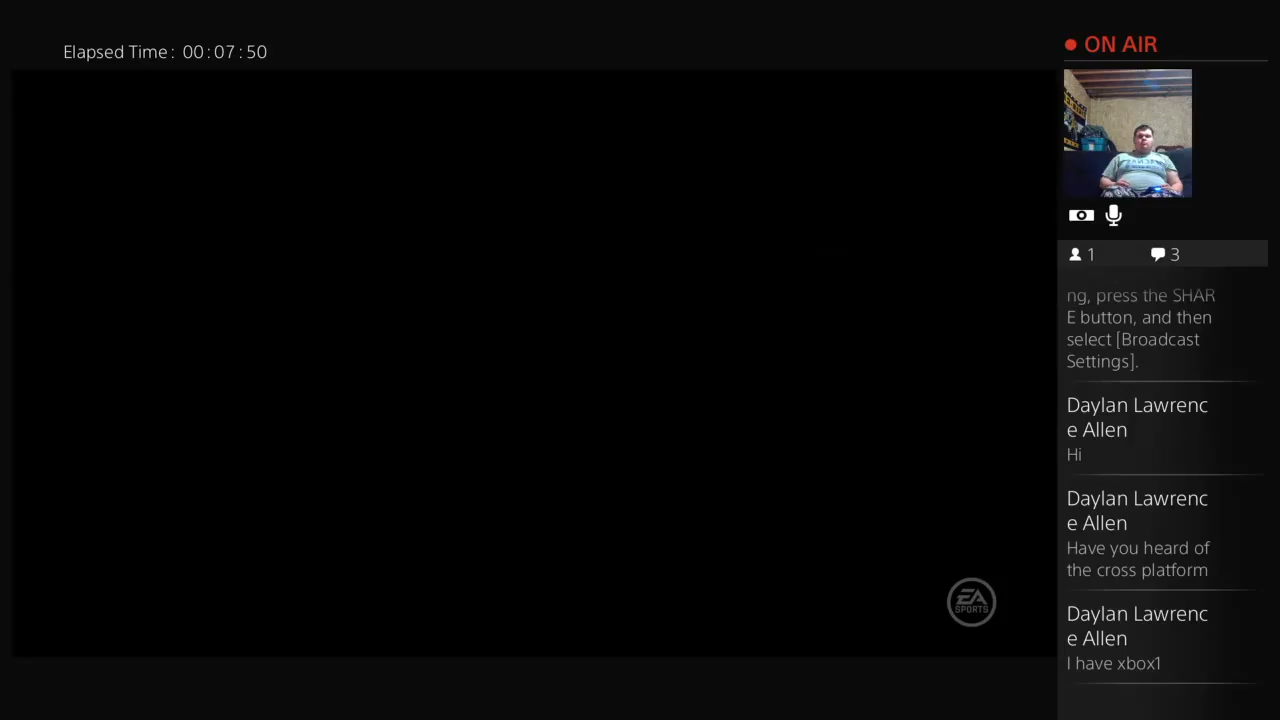 Elapsed Time: 00:07:50
ON AIR
1
3
ng, press the SHAR
E button, and then
select [Broadcast
Settings].
Daylan Lawrenc
e Allen
Hi
Daylan Lawrenc
e Allen
Have you heard of
the cross platform
Daylan Lawrenc
e Allen
I have xbox1
EA
SPORTS